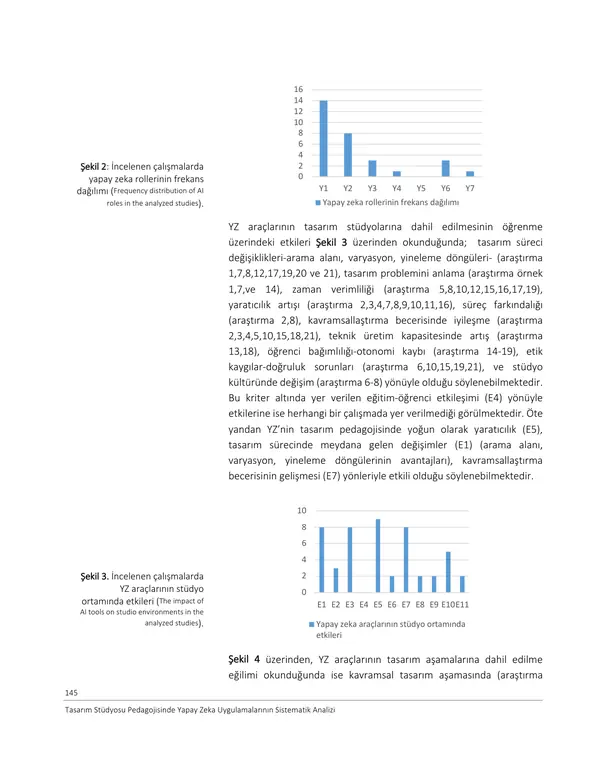 16
14
12
10
8
6
4
2
0
Y1 Y2 Y3 Y4 Y5 Y6 Y7
Yapay zeka rollerinin frekans dağılımı
Şekil 2: İncelenen çalışmalarda
yapay zeka rollerinin frekans
dağılımı (Frequency distribution of AI
roles in the analyzed studies).
YZ araçlarının tasarım stüdyolarına dahil edilmesinin öğrenme
üzerindeki etkileri Şekil 3 üzerinden okunduğunda; tasarım süreci
değişiklikleri-arama alanı, varyasyon, yineleme döngüleri- (araştırma
1,7,8,12,17,19,20 ve 21), tasarım problemini anlama (araştırma örnek
1,7,ve 14), zaman verimliliği (araştırma 5,8,10,12,15,16,17,19),
yaratıcılık artışı (araştırma 2,3,4,7,8,9,10,11,16), süreç farkındalığı
(araştırma 2,8), kavramsallaştırma becerisinde iyileşme (araştırma
2,3,4,5,10,15,18,21), teknik üretim kapasitesinde artış (araştırma
13,18), öğrenci bağımlılığı-otonomi kaybı (araştırma 14-19), etik
kaygılar-doğruluk sorunları (araştırma 6,10,15,19,21), ve stüdyo
kültüründe değişim (araştırma 6-8) yönüyle olduğu söylenebilmektedir.
Bu kriter altında yer verilen eğitim-öğrenci etkileşimi (E4) yönüyle
etkilerine ise herhangi bir çalışmada yer verilmediği görülmektedir. Öte
yandan YZ’nin tasarım pedagojisinde yoğun olarak yaratıcılık (E5),
tasarım sürecinde meydana gelen değişimler (E1) (arama alanı,
varyasyon, yineleme döngülerinin avantajları), kavramsallaştırma
becerisinin gelişmesi (E7) yönleriyle etkili olduğu söylenebilmektedir.
10
8
6
4
2
0
E1 E2 E3 E4 E5 E6 E7 E8 E9 E10E11
Yapay zeka araçlarının stüdyo ortamında
etkileri
Şekil 3. İncelenen çalışmalarda
YZ araçlarının stüdyo
ortamında etkileri (The impact of
AI tools on studio environments in the
analyzed studies).
Şekil 4 üzerinden, YZ araçlarının tasarım aşamalarına dahil edilme
eğilimi okunduğunda ise kavramsal tasarım aşamasında (araştırma
145
Tasarım Stüdyosu Pedagojisinde Yapay Zeka Uygulamalarının Sistematik Analizi